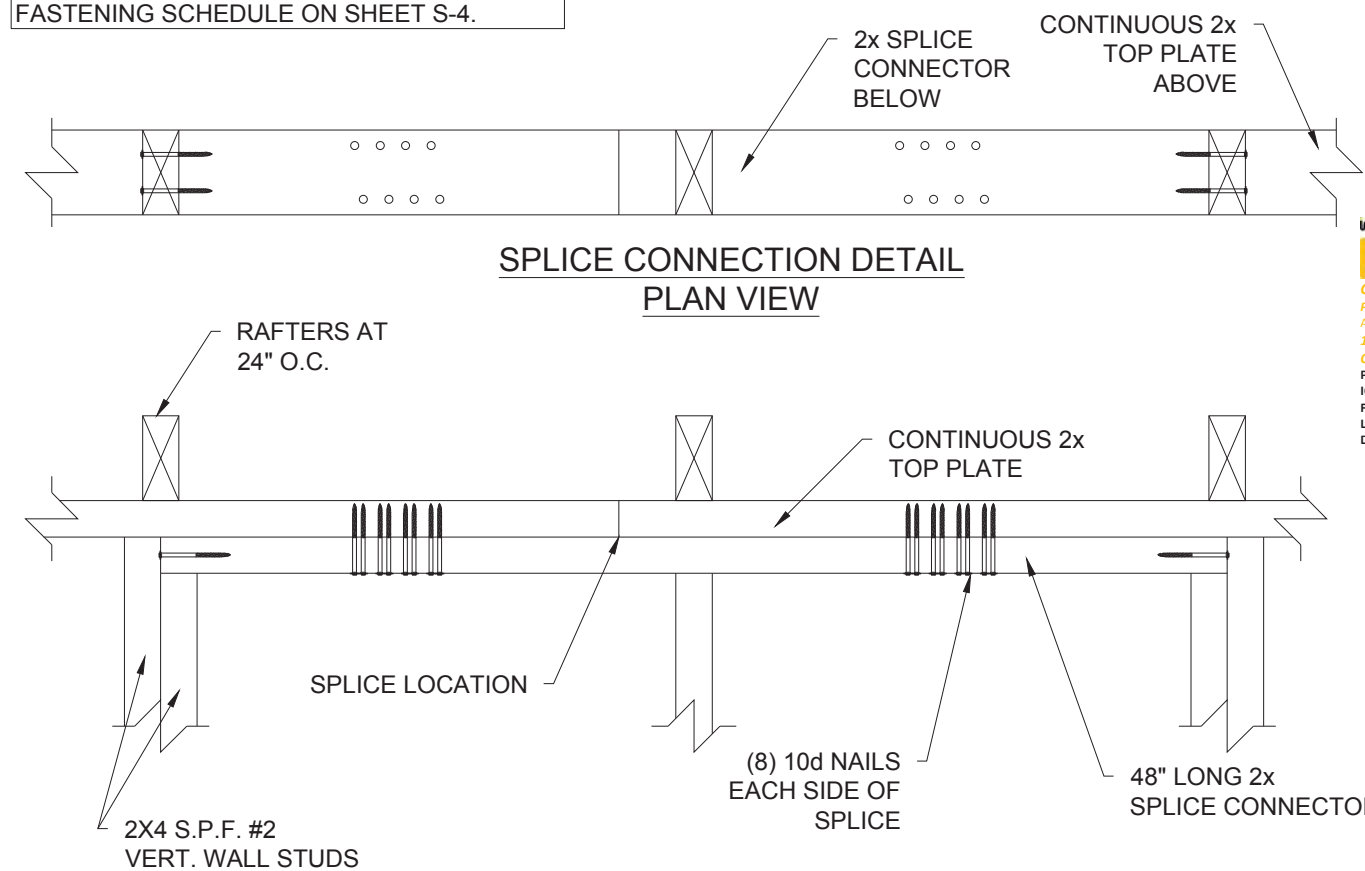 FASTENING SCHEDULE ON SHEET S-4.
2x SPLICE
CONNECTOR
BELOW
CONTINUOUS 2x
TOP PLATE
ABOVE
SPLICE CONNECTION DETAIL
PLAN VIEW
RAFTERS AT
24" O.C.
CONTINUOUS 2x
TOP PLATE
SPLICE LOCATION
(8) 10d NAILS
EACH SIDE OF
SPLICE
48" LONG 2x
SPLICE CONNECTO
2X4 S.P.F. #2
VERT. WALL STUDS